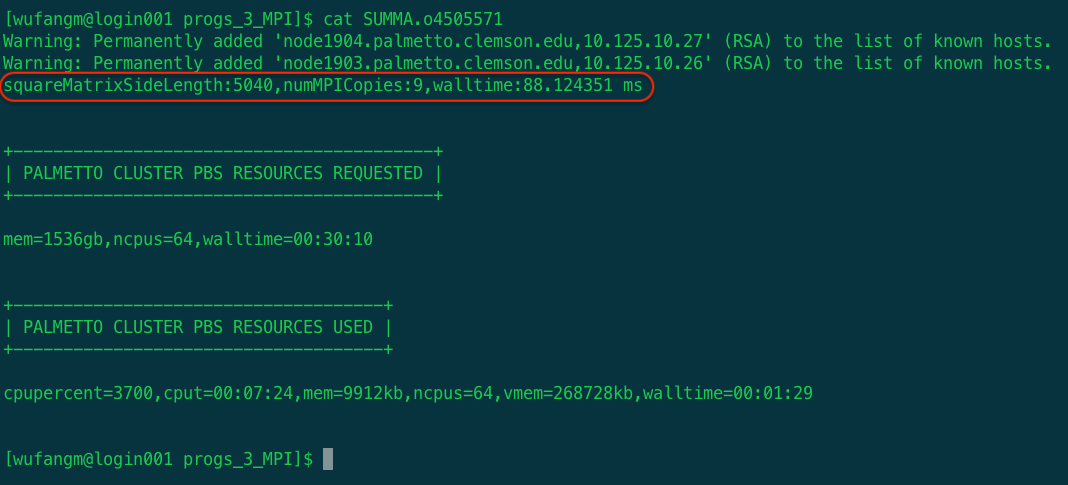 [wufangm@login001 progs_3_MPI]$ cat SUMMA.o4505571
Warning: Permanently added 'node1904.palmetto.clemson.edu,10.125.10.27' (RSA) to the list of known hosts.
Warning: Permanently added 'node1903.palmetto.clemson.edu,10.125.10.26' (RSA) to the list of known hosts.
squareMatrixSideLength:5040,numMPICopies:9,walltime:88.124351 ms
+------------------------------------------+
| PALMETTO CLUSTER PBS RESOURCES REQUESTED |
+------------------------------------------+
mem=1536gb,ncpus=64,walltime=00:30:10
+-------------------------------------+
| PALMETTO CLUSTER PBS RESOURCES USED |
+-------------------------------------+
cpupercent=3700,cput=00:07:24,mem=9912kb,ncpus=64,vmem=268728kb,walltime=00:01:29
[wufangm@login001 progs_3_MPI]$